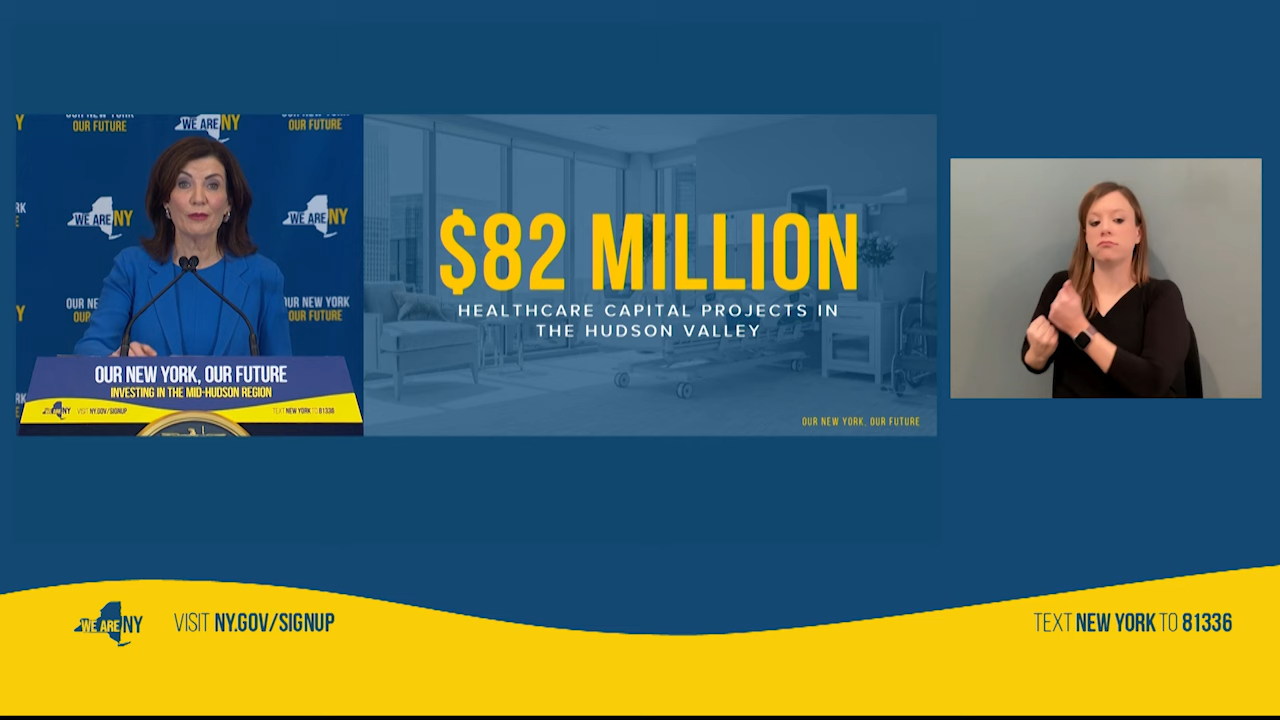 OUR NEW YORK
OUR FUTURE
WE ARE NY
OUR FUTURE
WE ARE NY
WE ARE NY
OUR FUTURE
OUR NEW YORK
OUR FUTURE
OUR NEW YORK, OUR FUTURE
INVESTING IN THE MID-HUDSON REGION
WE ARE NY VISIT NY.GOV/SIGNUP TEXT NEW YORK TO 81336
$82 MILLION
HEALTHCARE CAPITAL PROJECTS IN
THE HUDSON VALLEY
OUR NEW YORK, OUR FUTURE
WE ARE NY VISIT NY.GOV/SIGNUP
TEXT NEW YORK TO 81336